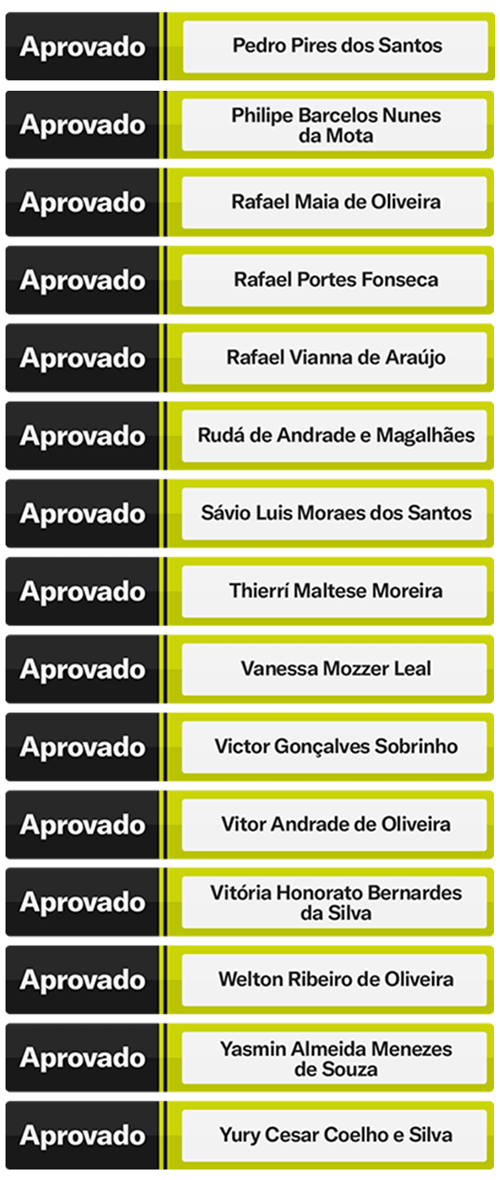 Aprovado Pedro Pires dos Santos
Aprovado Philipe Barcelos Nunes
da Mota
Aprovado Rafael Maia de Oliveira
Aprovado Rafael Portes Fonseca
Aprovado Rafael Vianna de Araújo
Aprovado Rudá de Andrade e Magalhães
Aprovado Sávio Luis Moraes dos Santos
Aprovado Thierrí Maltese Moreira
Aprovado Vanessa Mozzer Leal
Aprovado Victor Gonçalves Sobrinho
Aprovado Vitor Andrade de Oliveira
Aprovado Vitória Honorato Bernardes
da Silva
Aprovado Welton Ribeiro de Oliveira
Aprovado Yasmin Almeida Menezes
de Souza
Aprovado Yury Cesar Coelho e Silva